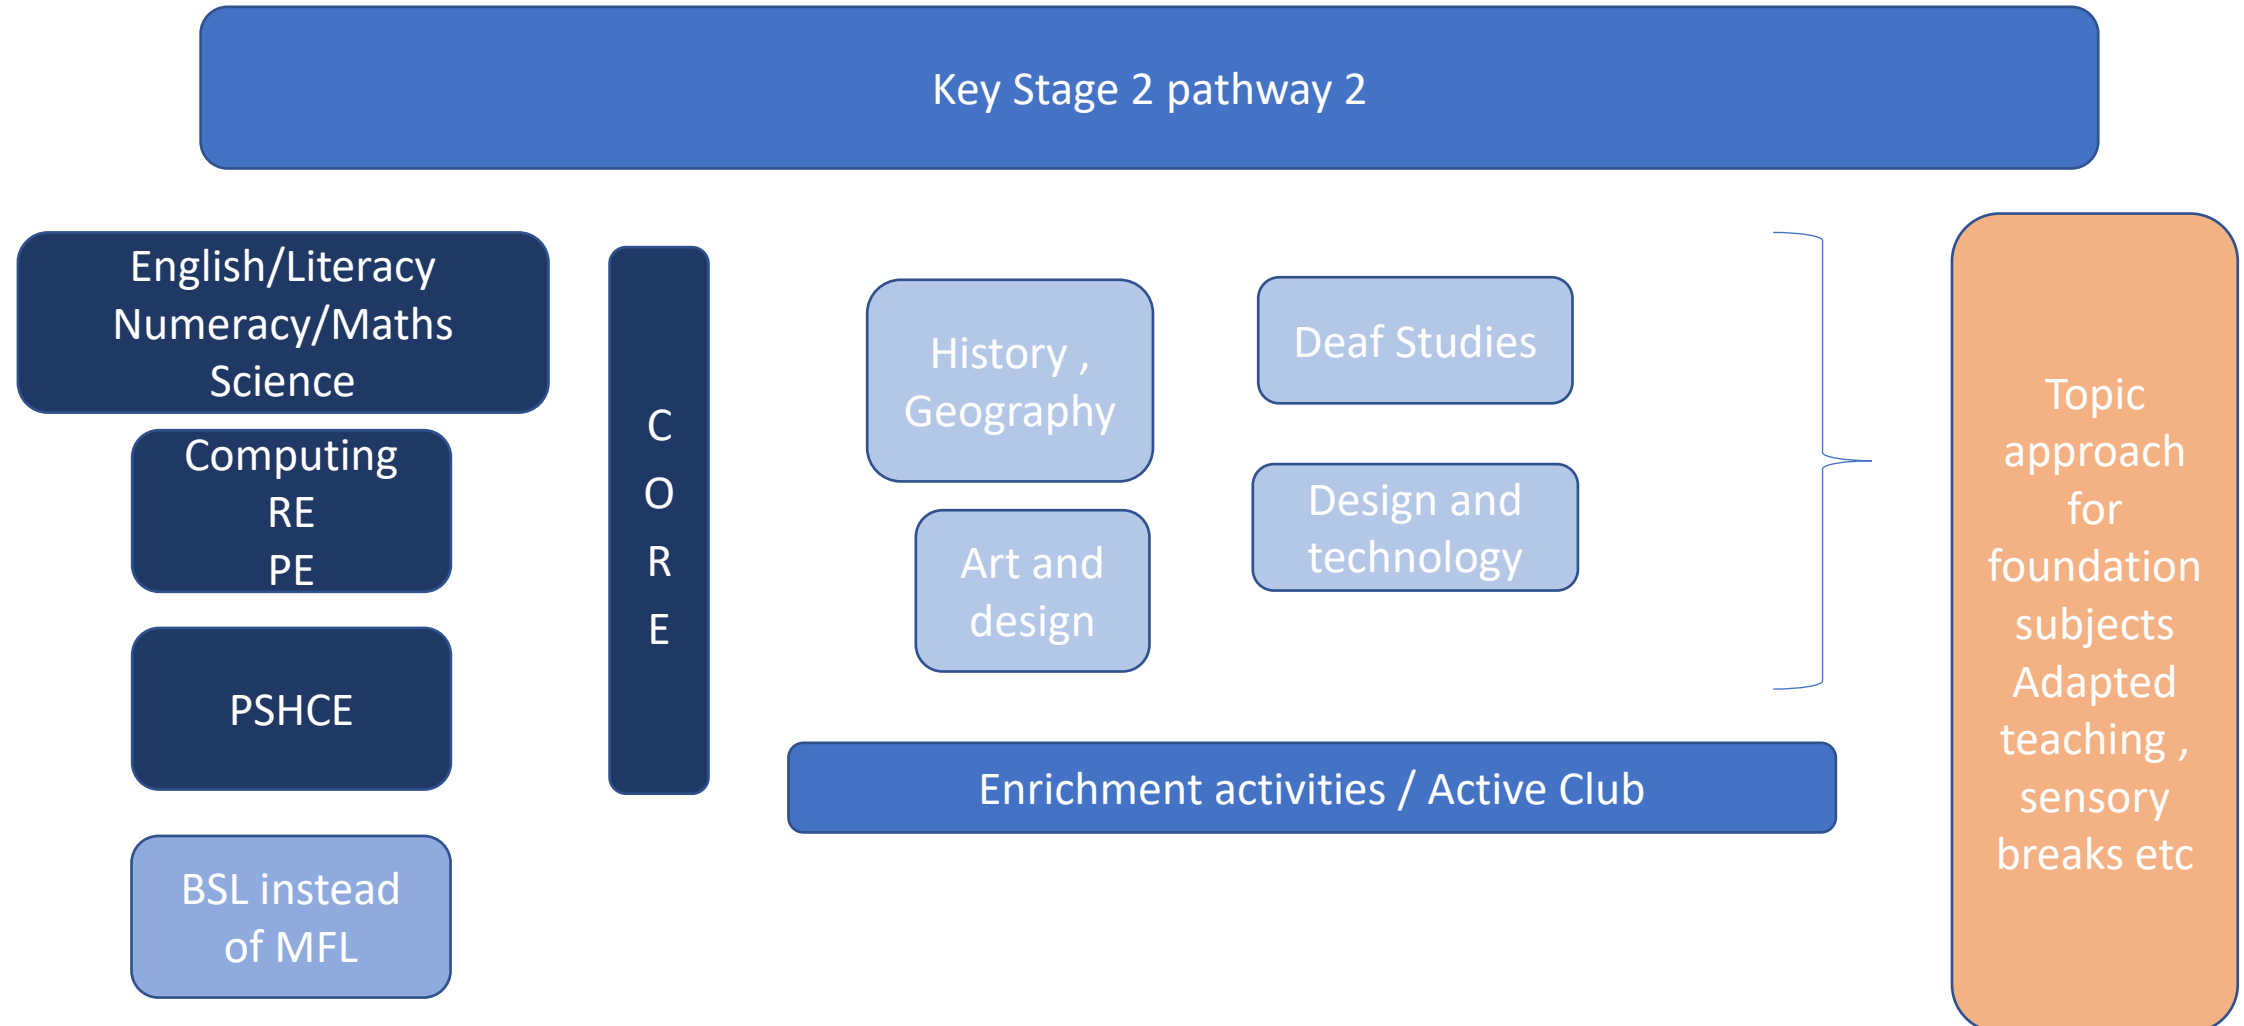 Key Stage 2 pathway 2
English/Literacy
Numeracy/Maths
Science
Computing
RE
PE
PSHCE
BSL instead
of MFL
C
O
R
E
History ,
Geography
Art and
design
Deaf Studies
Design and
technology
Enrichment activities / Active Club
Topic
approach
for
foundation
subjects
Adapted
teaching ,
sensory
breaks etc